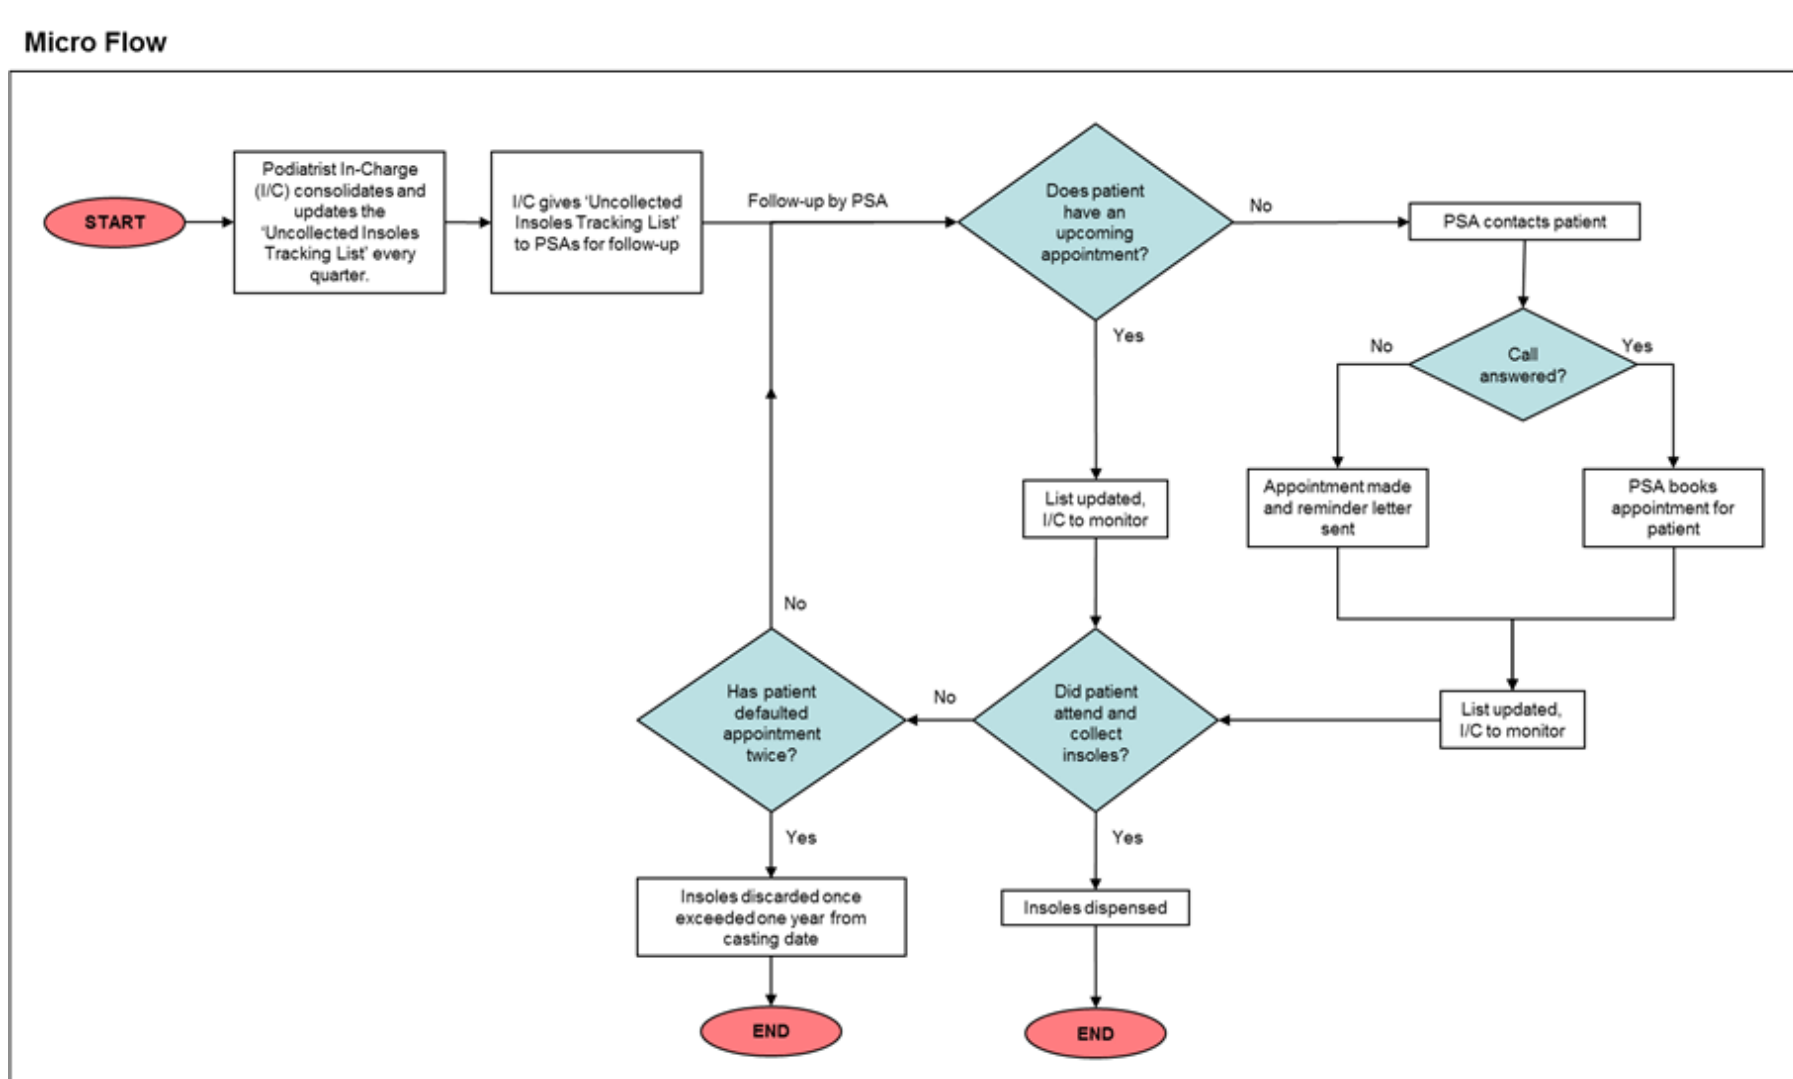 Micro Flow
START
Podiatrist In-Charge
(I/C) consolidates and
updates the
‘Uncollected Insoles
Tracking List’ every
quarter.
I/C gives ‘Uncollected
Insoles Tracking List’
to PSAs for follow-up
Follow-up by PSA
Does patient
have an
upcoming
appointment?
No
PSA contacts patient
Yes
Call
answered?
No
Yes
List updated,
I/C to monitor
Appointment made
and reminder letter
sent
PSA books
appointment for
patient
No
Has patient
defaulted
appointment
twice?
No
Did patient
attend and
collect
insoles?
List updated,
I/C to monitor
Yes
Yes
Insoles discarded once
exceeded one year from
casting date
Insoles dispensed
END
END